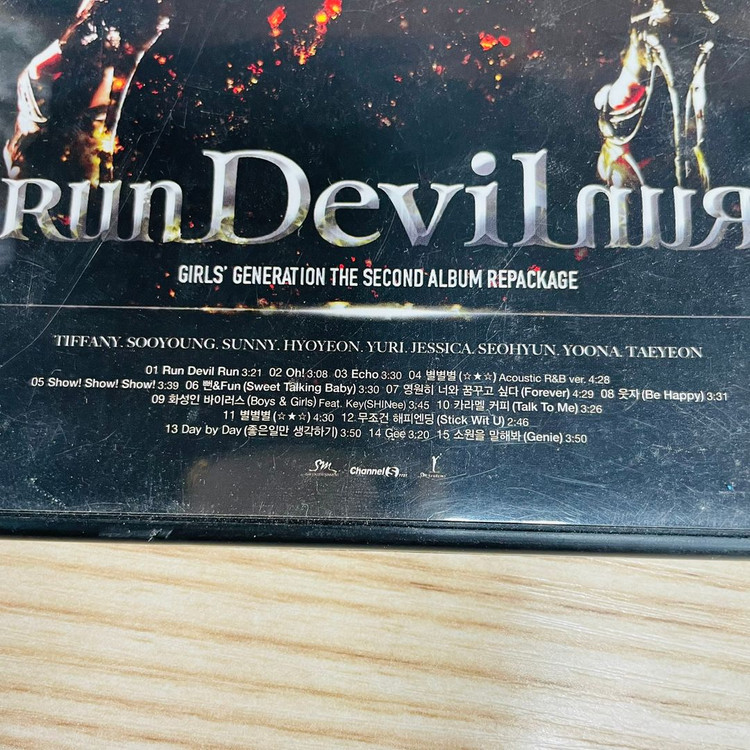 Run Devil Run
GIRLS' GENERATION THE SECOND ALBUM REPACKAGE
TIFFANY. SOOYOUNG. SUNNY. HYOYEON. YURI. JESSICA. SEOHYUN. YOONA. TAEYEON
01 Run Devil Run 3:21 02 Oh! 3:08 03 Echo 3:30 04 별별별 (☆★☆) Acoustic R&B ver. 4:28
05 Show! Show! Show! 3:39 06 뻔&Fun (Sweet Talking Baby) 3:30 07 영원히 너와 꿈꾸고 싶다 (Forever) 4:29 08 웃자 (Be Happy) 3:31
09 화성인 바이러스 (Boys & Girls) Feat. Key(SHINee) 3:45 10 카라멜 커피 (Talk To Me) 3:26
11 별별별 (☆★☆) 4:30 12 무조건 해피엔딩 (Stick Wit U) 2:46
13 Day by Day (좋은일만 생각하기) 3:50 14 Gee 3:20 15 소원을 말해봐 (Genie) 3:50
SM Channel S